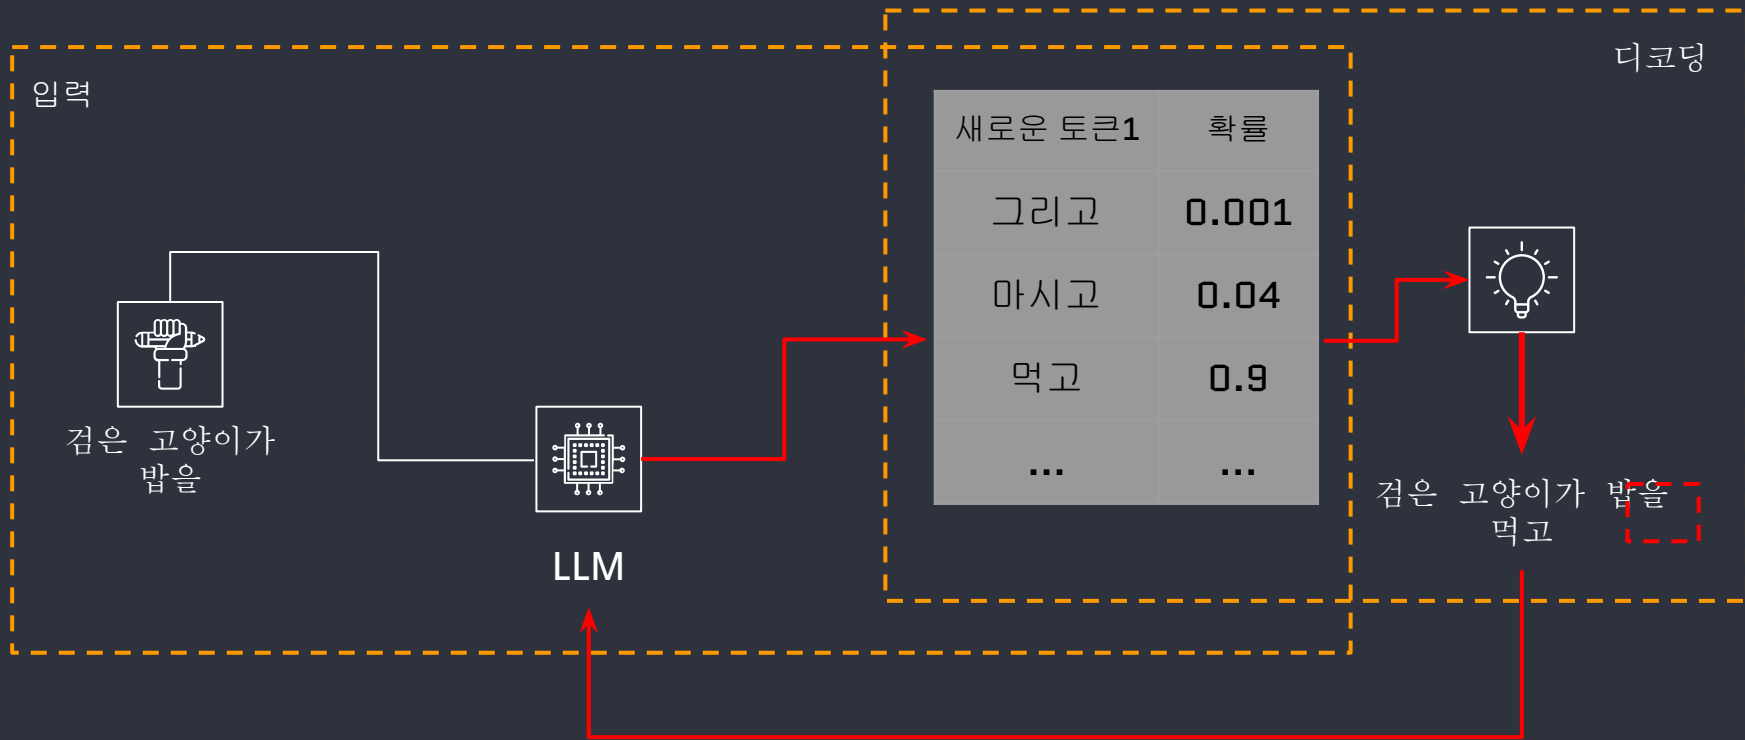 입력
디코딩
새로운 토큰1 확률
그리고 0.001
마시고 0.04
먹고 0.9
... ...
검은 고양이가
밥을
LLM
검은 고양이가 밥을
먹고